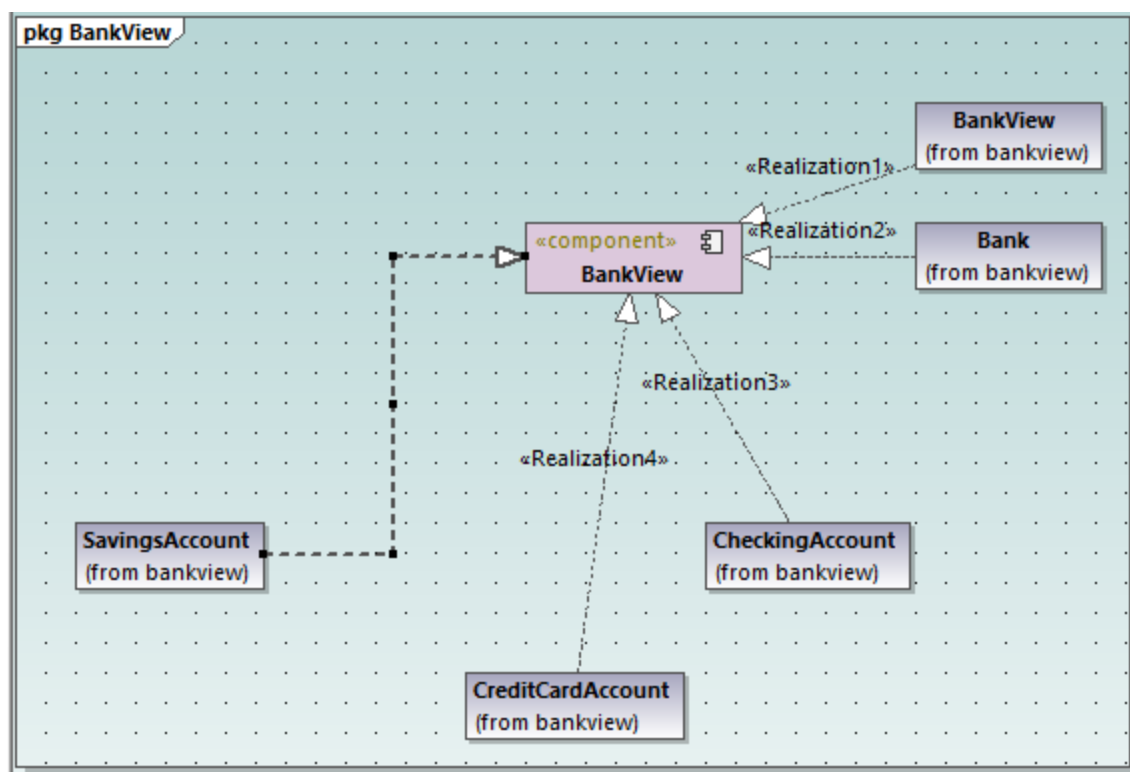 pkg BankView
BankView
(from bankview)
«Realization1»
«Realization2»
«component»
BankView
Bank
(from bankview)
«Realization3»
«Realization4»
SavingsAccount
(from bankview)
CheckingAccount
(from bankview)
CreditCardAccount
(from bankview)